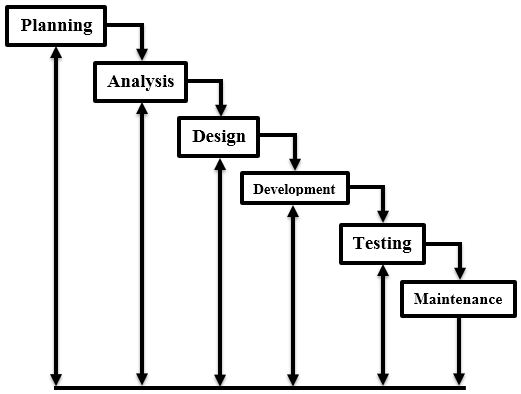 Planning
Analysis
Design
Development
Testing
Maintenance